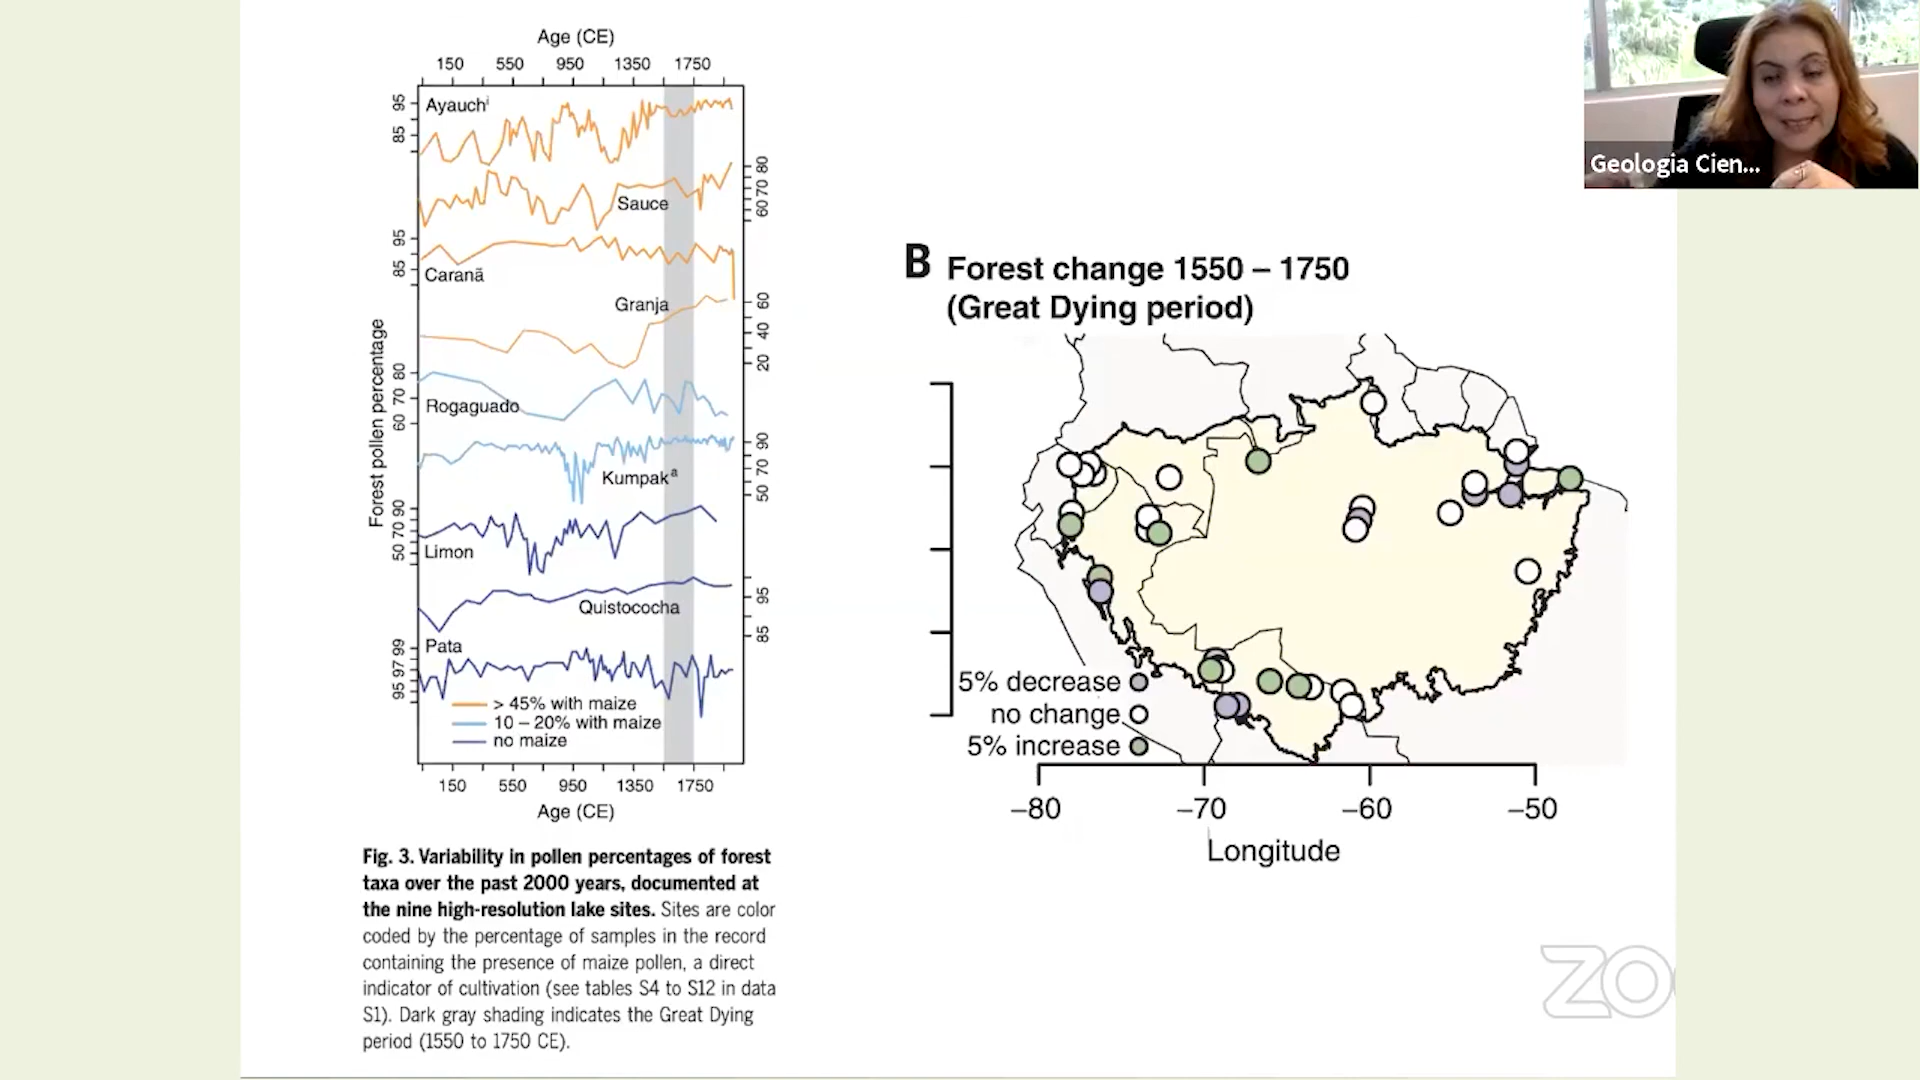 Age (CE)
150 550 950 1350 1750
Ayauchⁱ
95
85
Sauce
80
70
60
95
85
Caranã
Granja
60
40
20
Forest pollen percentage
80
70
60
Rogaguado
90
70
50
Kumpakª
90
70
50
Limon
Quistococha
95
85
Pata
99
97
95
> 45% with maize
10 – 20% with maize
no maize
150 550 950 1350 1750
Age (CE)
Fig. 3. Variability in pollen percentages of forest
taxa over the past 2000 years, documented at
the nine high-resolution lake sites. Sites are color
coded by the percentage of samples in the record
containing the presence of maize pollen, a direct
indicator of cultivation (see tables S4 to S12 in data
S1). Dark gray shading indicates the Great Dying
period (1550 to 1750 CE).
B Forest change 1550 – 1750
(Great Dying period)
5% decrease
no change
5% increase
−80 −70 −60 −50
Longitude
Geologia Cien...
ZO